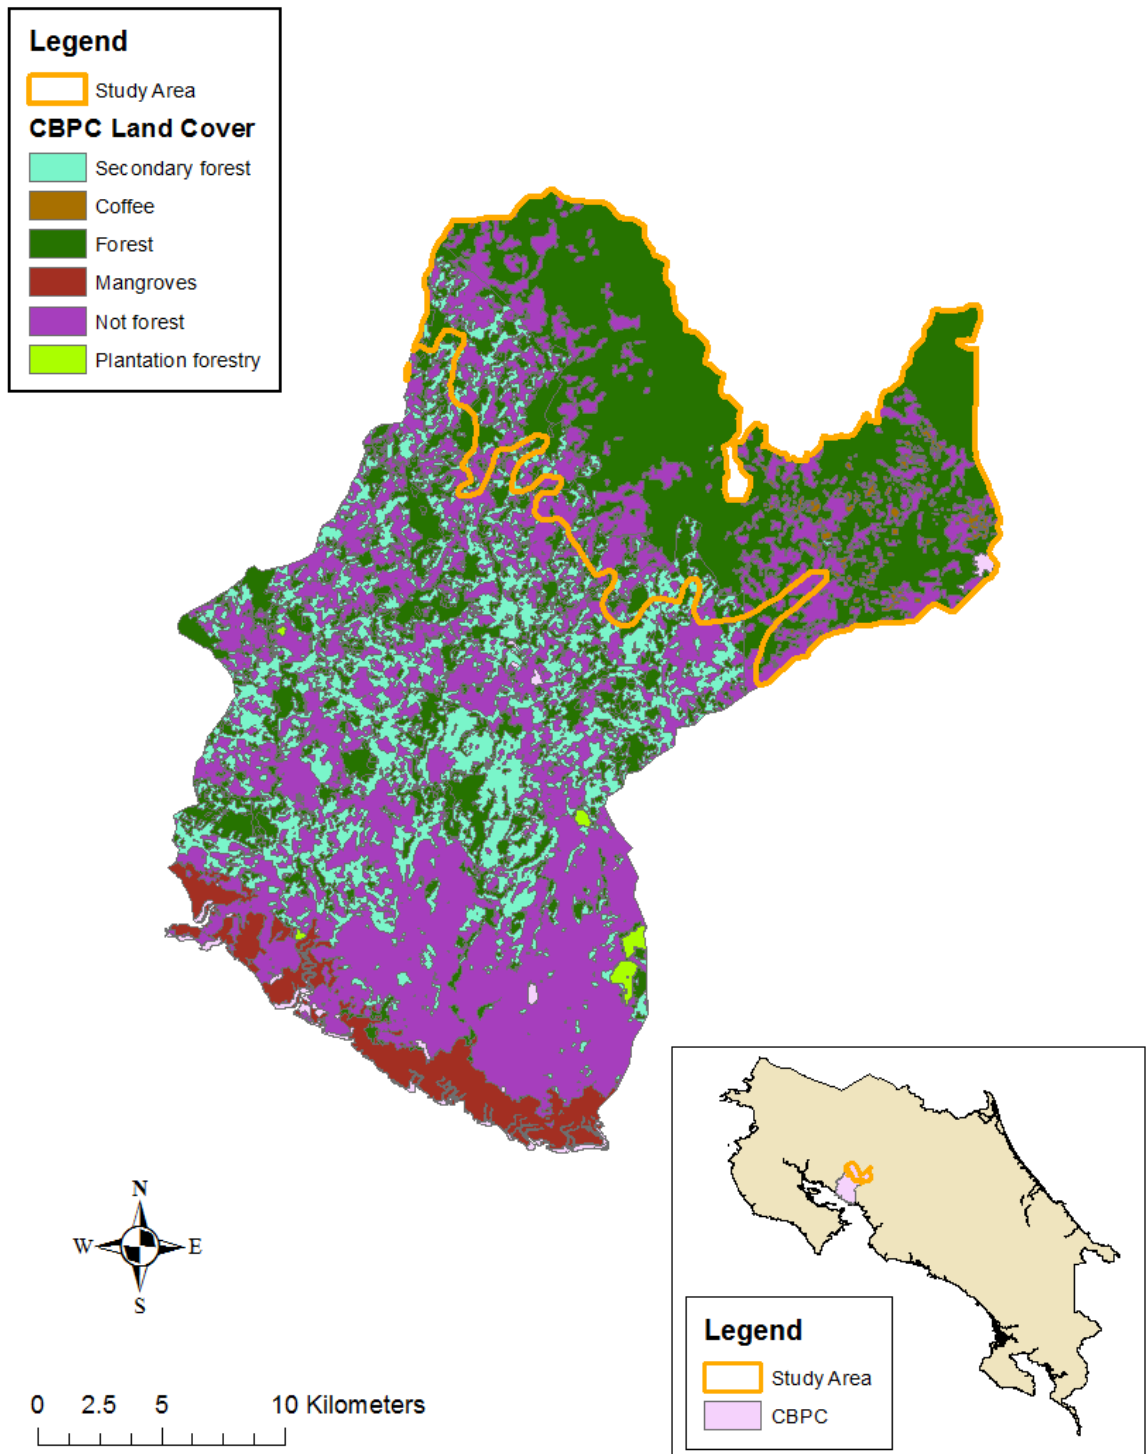 Legend
Study Area
CBPC Land Cover
Secondary forest
Coffee
Forest
Mangroves
Not forest
Plantation forestry
N
W E
S
0 2.5 5 10 Kilometers
Legend
Study Area
CBPC